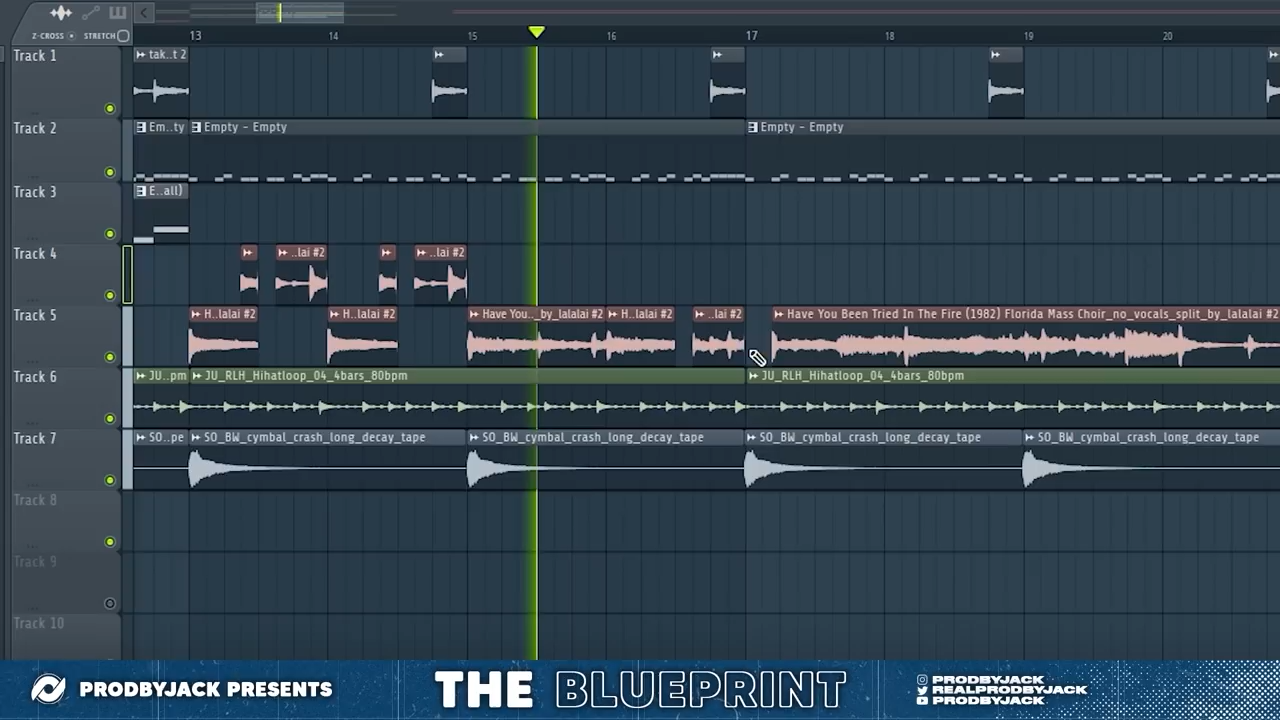 Z-CROSS STRETCH
13 14 15 16 17 18 19 20
Track 1
tak..t 2
Track 2
Em..ty
Empty - Empty
Empty - Empty
Track 3
E..all)
Track 4
..lai #2
..lai #2
Track 5
H..lalai #2
H..lalai #2
Have You.._by_lalalai #2
H..lalai #2
..lai #2
Have You Been Tried In The Fire (1982) Florida Mass Choir_no_vocals_split_by_lalalai #2
Track 6
JU..pm
JU_RLH_Hihatloop_04_4bars_80bpm
JU_RLH_Hihatloop_04_4bars_80bpm
Track 7
SO..pe
SO_BW_cymbal_crash_long_decay_tape
SO_BW_cymbal_crash_long_decay_tape
SO_BW_cymbal_crash_long_decay_tape
SO_BW_cymbal_crash_long_decay_tape
Track 8
Track 9
Track 10
PRODBYJACK PRESENTS
THE BLUEPRINT
PRODBYJACK
REALPRODBYJACK
PRODBYJACK